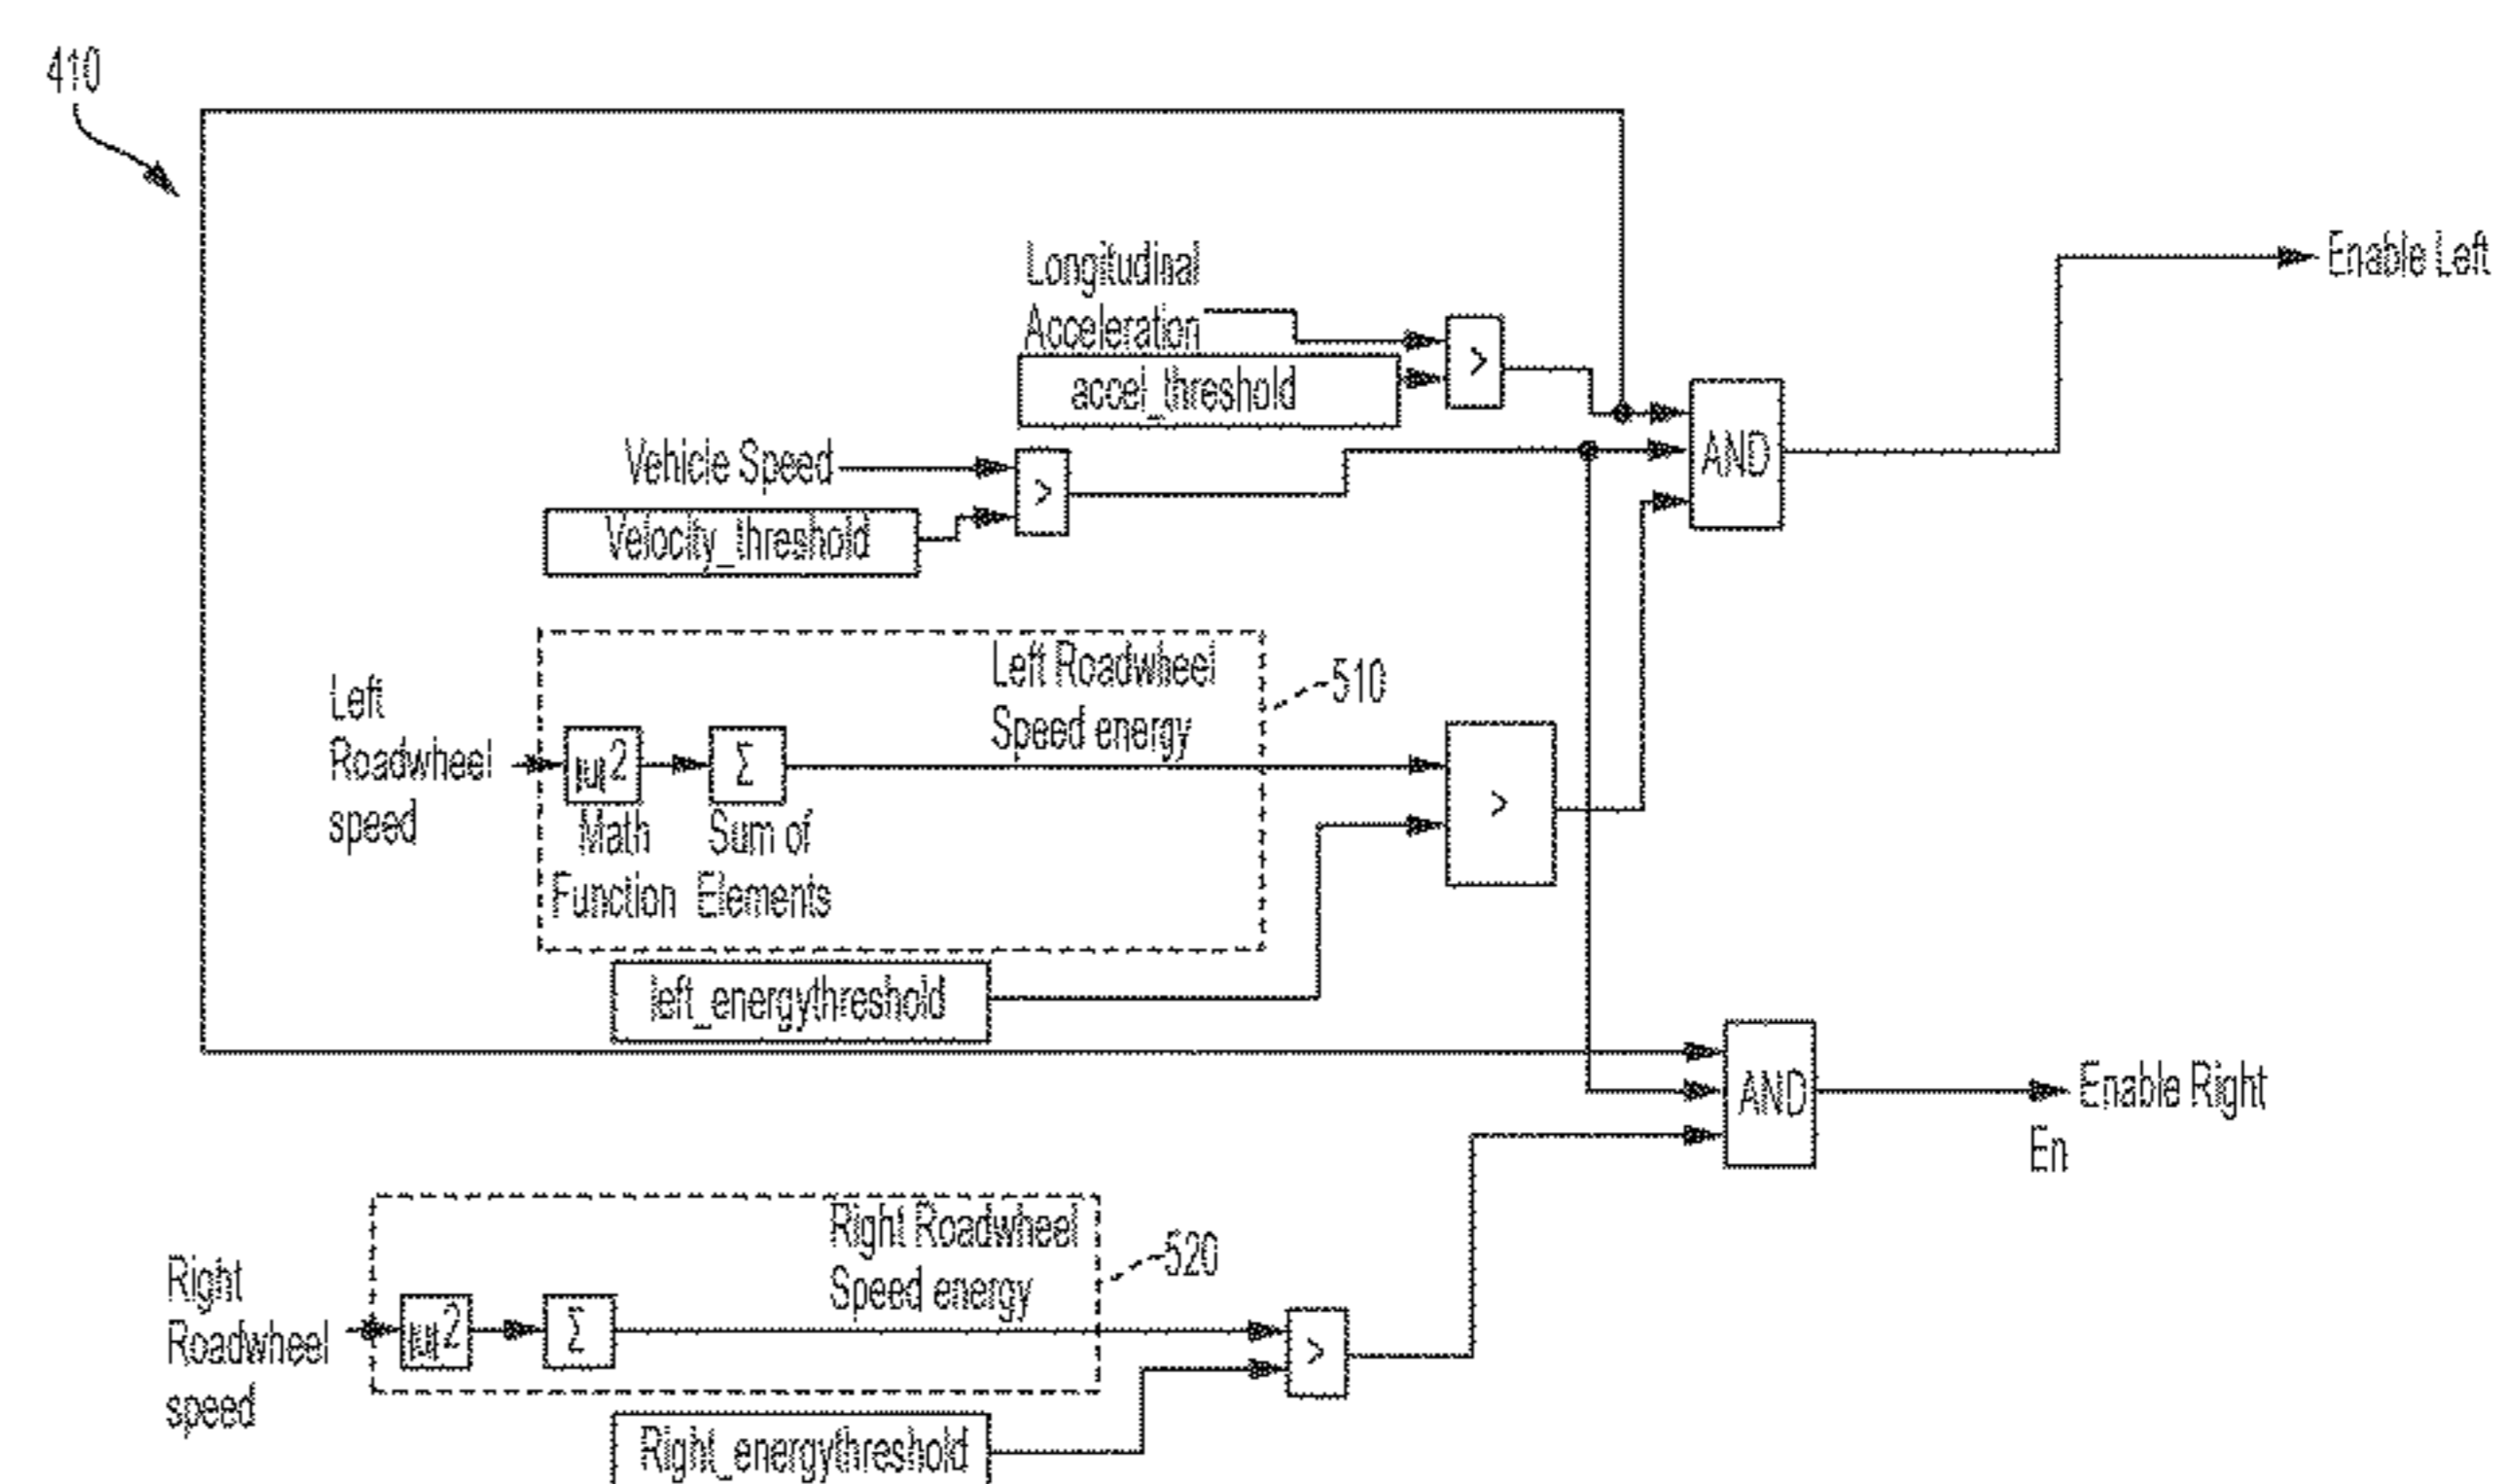 410
Longitudinal
Acceleration
accel_threshold
>
AND
Enable Left
Vehicle Speed
Velocity_threshold
>
Left
Roadwheel
speed
|u|2
Math
Function
Σ
Sum of
Elements
Left Roadwheel
Speed energy
510
>
left_energythreshold
AND
Enable Right
En
Right
Roadwheel
speed
|u|2
Σ
Right Roadwheel
Speed energy
520
>
Right_energythreshold